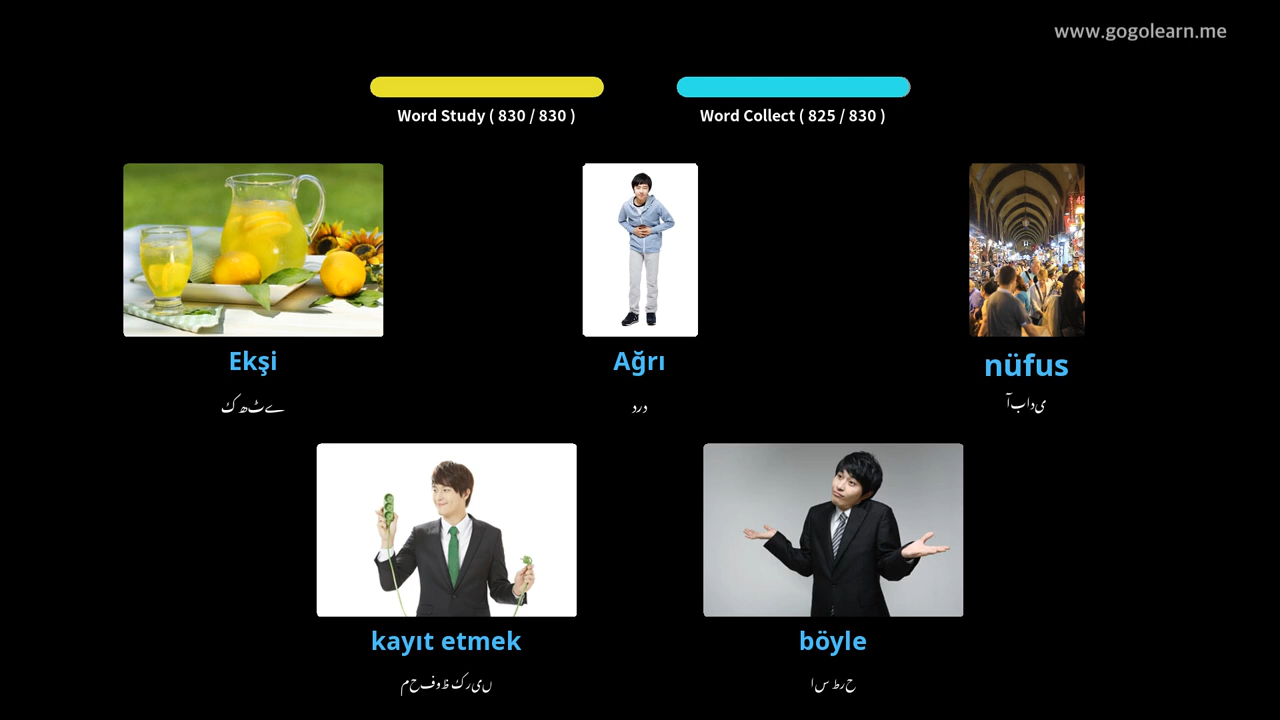 www.gogolearn.me
Word Study ( 830 / 830 )
Word Collect ( 825 / 830 )
Ekşi
کھٹے
Ağrı
درد
nüfus
آبادی
kayıt etmek
محفوظ کریں
böyle
اس طرح